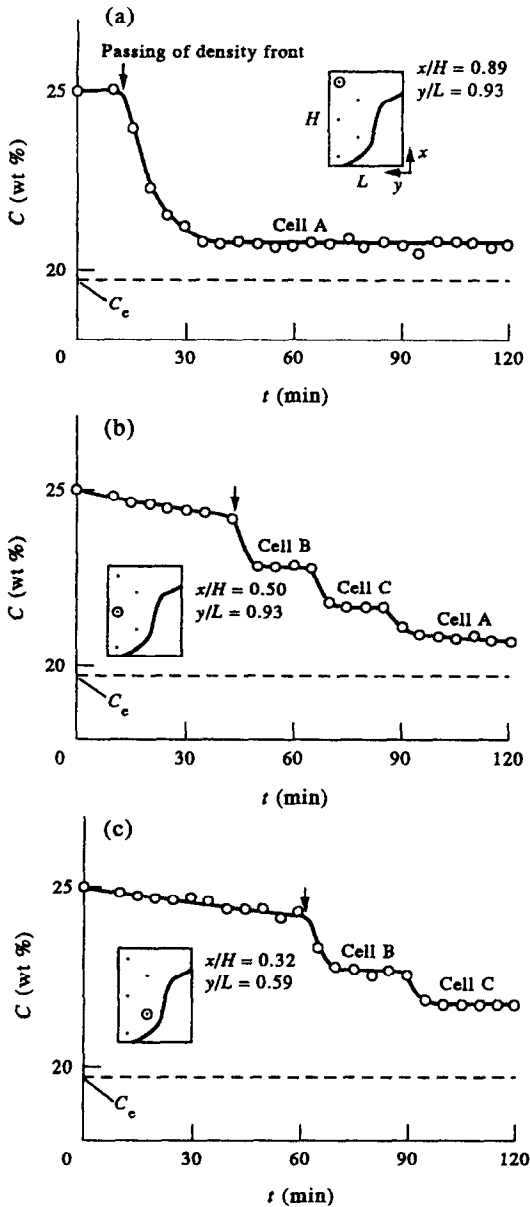 (a)
Passing of density front
x/H = 0.89
y/L = 0.93
H
L
y
x
25
20
C (wt %)
Cell A
C_e
0 30 60 90 120
t (min)
(b)
25
20
C (wt %)
Cell B
Cell C
Cell A
x/H = 0.50
y/L = 0.93
C_e
0 30 60 90 120
t (min)
(c)
25
20
C (wt %)
Cell B
Cell C
x/H = 0.32
y/L = 0.59
C_e
0 30 60 90 120
t (min)